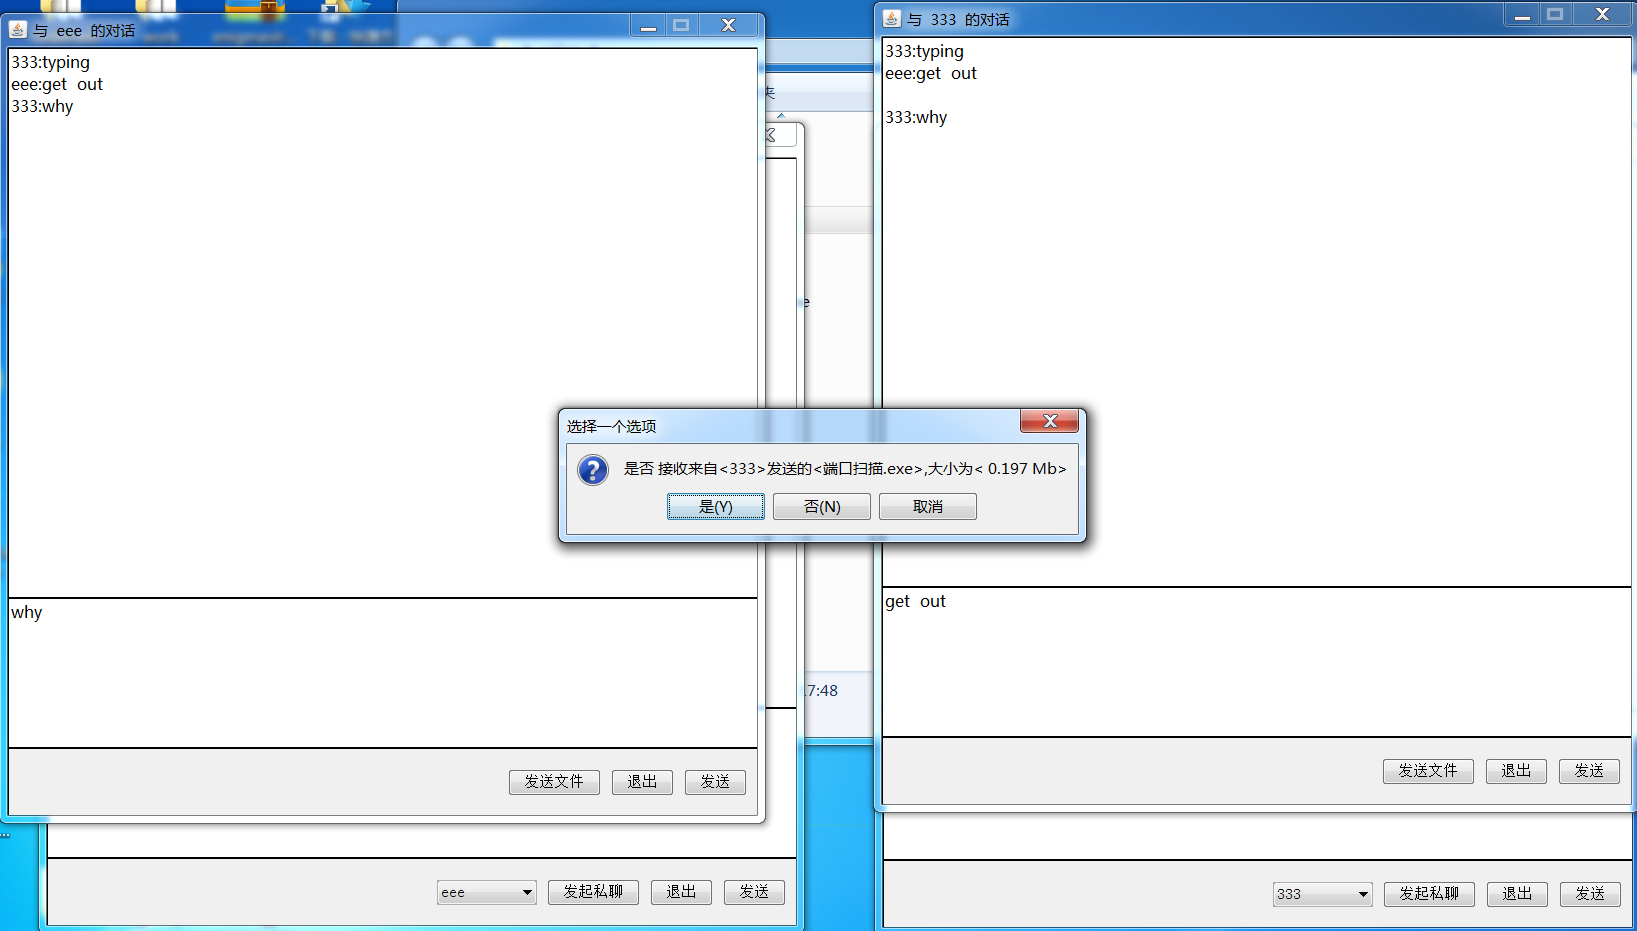 与 eee 的对话
333:typing
eee:get out
333:why
why
发送文件
退出
发送
eee
发起私聊
退出
发送
夹
e
7:48
选择一个选项
是否 接收来自<333>发送的<端口扫描.exe>,大小为< 0.197 Mb>
是(Y)
否(N)
取消
与 333 的对话
333:typing
eee:get out
333:why
get out
发送文件
退出
发送
333
发起私聊
退出
发送